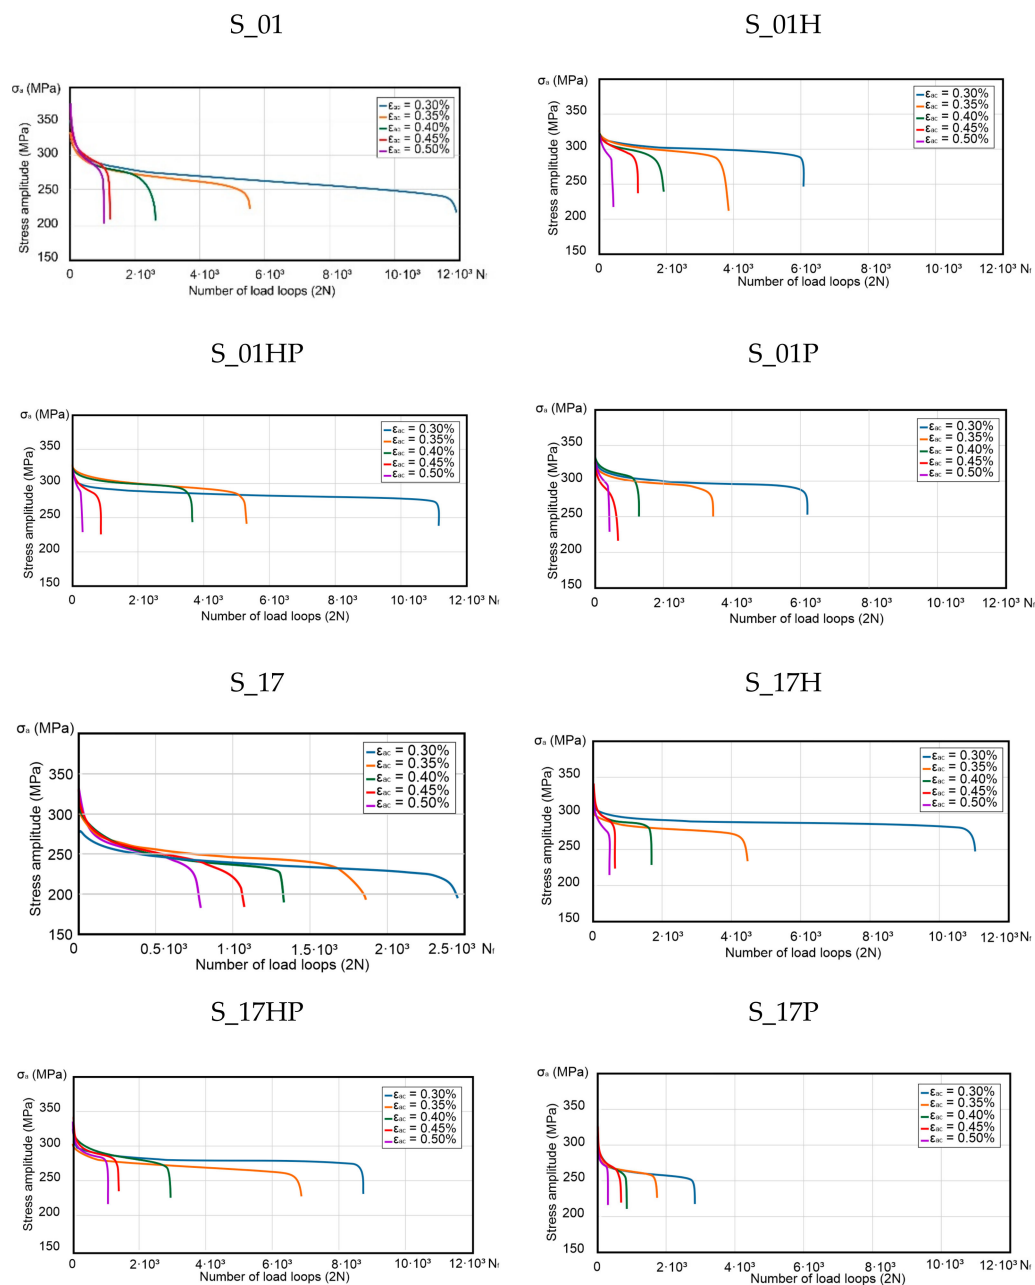 S_01
σₐ (MPa)
Stress amplitude (MPa)
350
300
250
200
150
εac = 0.30%
εac = 0.35%
εac = 0.40%
εac = 0.45%
εac = 0.50%
0
2·10³
4·10³
6·10³
8·10³
10·10³
12·10³ Nf
Number of load loops (2N)
S_01H
σₐ (MPa)
Stress amplitude (MPa)
350
300
250
200
150
εac = 0.30%
εac = 0.35%
εac = 0.40%
εac = 0.45%
εac = 0.50%
0
2·10³
4·10³
6·10³
8·10³
10·10³
12·10³ Nf
Number of load loops (2N)
S_01HP
σₐ (MPa)
Stress amplitude (MPa)
350
300
250
200
150
εac = 0.30%
εac = 0.35%
εac = 0.40%
εac = 0.45%
εac = 0.50%
0
2·10³
4·10³
6·10³
8·10³
10·10³
12·10³ Nf
Number of load loops (2N)
S_01P
σₐ (MPa)
Stress amplitude (MPa)
350
300
250
200
150
εac = 0.30%
εac = 0.35%
εac = 0.40%
εac = 0.45%
εac = 0.50%
0
2·10³
4·10³
6·10³
8·10³
10·10³
12·10³ Nf
Number of load loops (2N)
S_17
σₐ (MPa)
Stress amplitude (MPa)
350
300
250
200
150
εac = 0.30%
εac = 0.35%
εac = 0.40%
εac = 0.45%
εac = 0.50%
0
0.5·10³
1·10³
1.5·10³
2·10³
2.5·10³ Nf
Number of load loops (2N)
S_17H
σₐ (MPa)
Stress amplitude (MPa)
350
300
250
200
150
εac = 0.30%
εac = 0.35%
εac = 0.40%
εac = 0.45%
εac = 0.50%
0
2·10³
4·10³
6·10³
8·10³
10·10³
12·10³ Nf
Number of load loops (2N)
S_17HP
σₐ (MPa)
Stress amplitude (MPa)
350
300
250
200
150
εac = 0.30%
εac = 0.35%
εac = 0.40%
εac = 0.45%
εac = 0.50%
0
2·10³
4·10³
6·10³
8·10³
10·10³
12·10³ Nf
Number of load loops (2N)
S_17P
σₐ (MPa)
Stress amplitude (MPa)
350
300
250
200
150
εac = 0.30%
εac = 0.35%
εac = 0.40%
εac = 0.45%
εac = 0.50%
0
2·10³
4·10³
6·10³
8·10³
10·10³
12·10³ Nf
Number of load loops (2N)